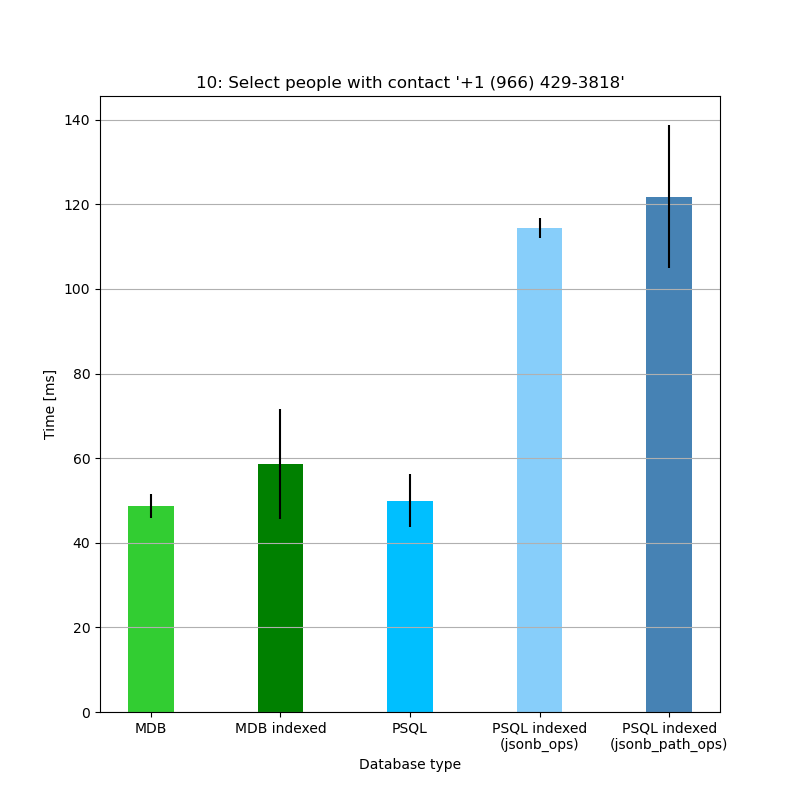 10: Select people with contact '+1 (966) 429-3818'
140
120
100
80
60
40
20
0
Time [ms]
MDB
MDB indexed
PSQL
PSQL indexed
(jsonb_ops)
PSQL indexed
(jsonb_path_ops)
Database type